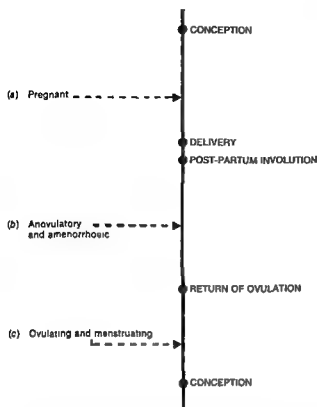 CONCEPTION
(a) Pregnant
DELIVERY
POST-PARTUM INVOLUTION
(b) Anovulatory
and amenorrhoeic
RETURN OF OVULATION
(c) Ovulating and menstruating
CONCEPTION